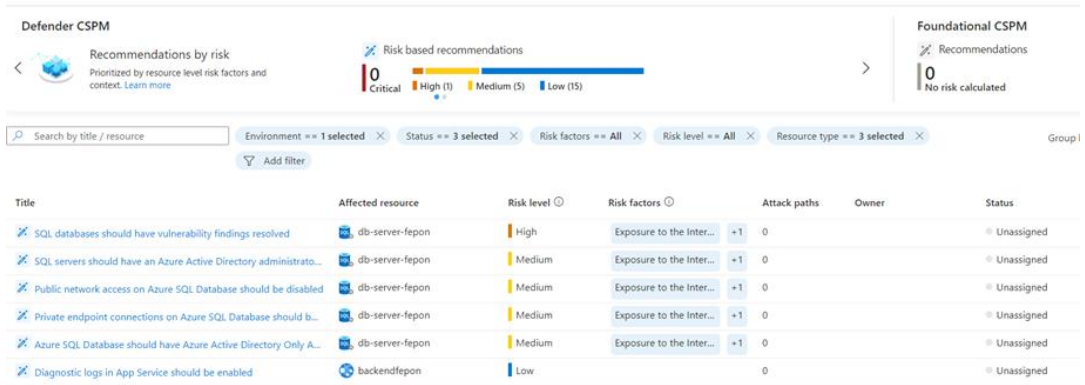 Defender CSPM
Foundational CSPM
Recommendations by risk
Prioritized by resource level risk factors and
context. Learn more
Risk based recommendations
0
Critical
High (1)
Medium (5)
Low (15)
Recommendations
0
No risk calculated
Search by title / resource
Environment == 1 selected
Status == 3 selected
Risk factors == All
Risk level == All
Resource type == 3 selected
Group
Add filter
Title Affected resource Risk level Risk factors Attack paths Owner Status
SQL databases should have vulnerability findings resolved db-server-fepon High Exposure to the Inter... +1 0 Unassigned
SQL servers should have an Azure Active Directory administrato... db-server-fepon Medium Exposure to the Inter... +1 0 Unassigned
Public network access on Azure SQL Database should be disabled db-server-fepon Medium Exposure to the Inter... +1 0 Unassigned
Private endpoint connections on Azure SQL Database should b... db-server-fepon Medium Exposure to the Inter... +1 0 Unassigned
Azure SQL Database should have Azure Active Directory Only A... db-server-fepon Medium Exposure to the Inter... +1 0 Unassigned
Diagnostic logs in App Service should be enabled backendfepon Low 0 Unassigned